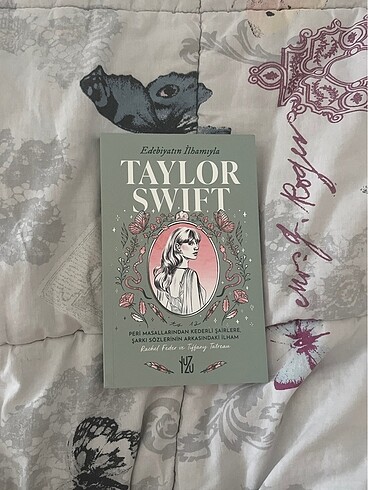 Edebiyatın İlhamıyla
TAYLOR
SWIFT
PERİ MASALLARINDAN KEDERLİ ŞAİRLERE,
ŞARKI SÖZLERİNİN ARKASINDAKİ İLHAM
Rachel Feder ve Tiffany Tatreau
YUZU